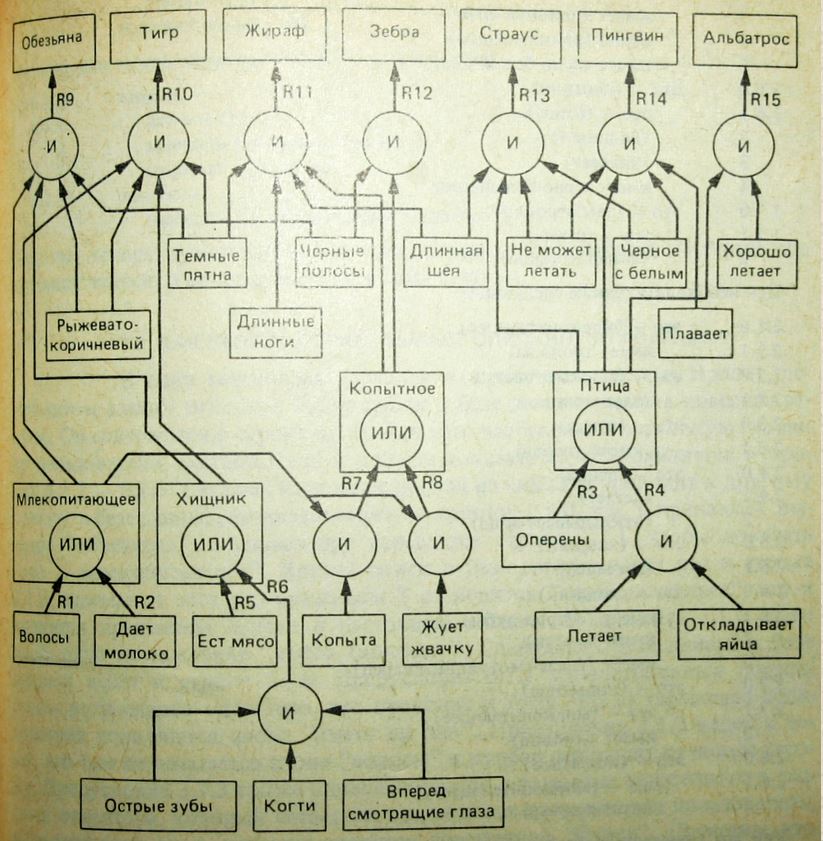 Обезьяна
Тигр
Жираф
Зебра
Страус
Пингвин
Альбатрос
R9
R10
R11
R12
R13
R14
R15
И
И
И
И
И
И
И
Темные
пятна
Черные
полосы
Длинная
шея
Не может
летать
Черное
с белым
Хорошо
летает
Рыжевато-
коричневый
Длинные
ноги
Плавает
Копытное
ИЛИ
Птица
ИЛИ
R7
R8
R3
R4
Млекопитающее
ИЛИ
Хищник
ИЛИ
И
И
Оперены
И
R1
R2
R5
R6
Волосы
Дает
молоко
Ест мясо
Копыта
Жует
жвачку
Летает
Откладывает
яйца
И
Острые зубы
Когти
Вперед
смотрящие глаза